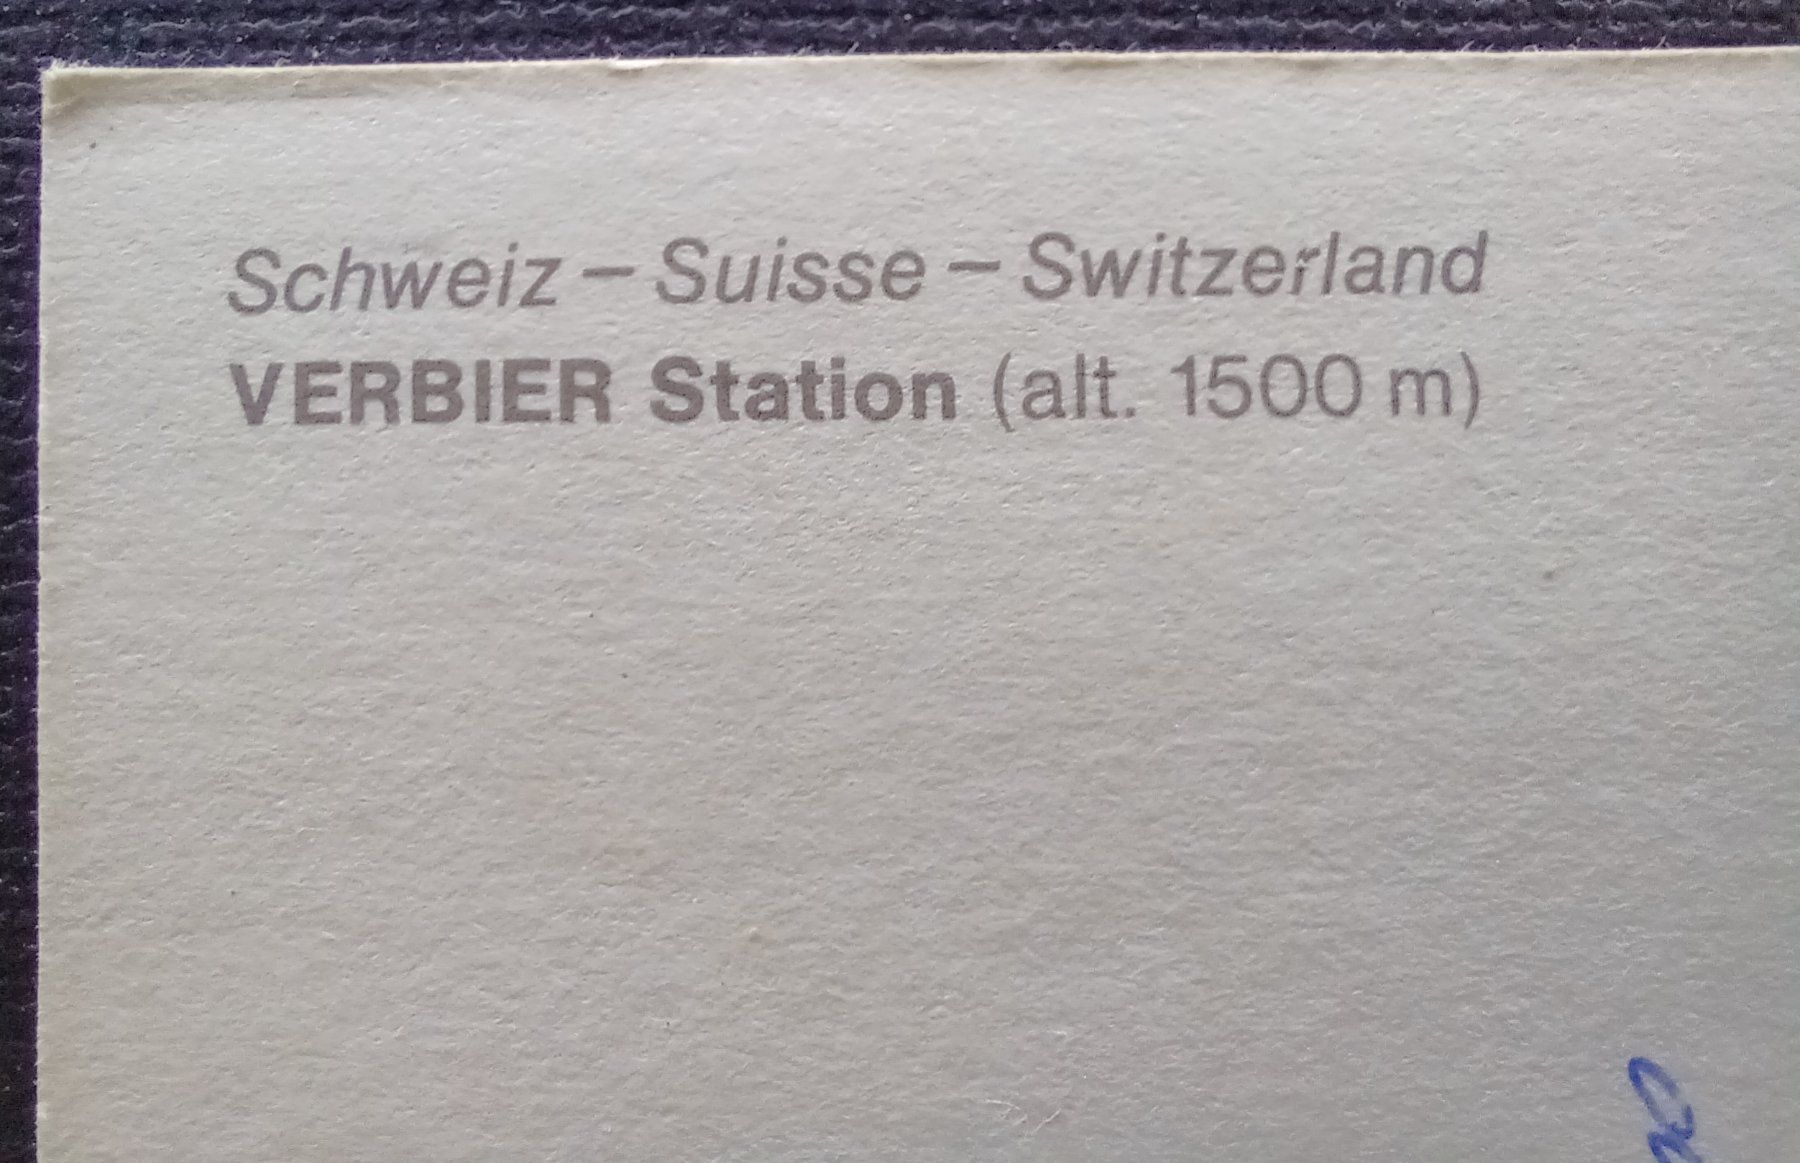 Schweiz – Suisse – Switzerland
VERBIER Station (alt. 1500 m)